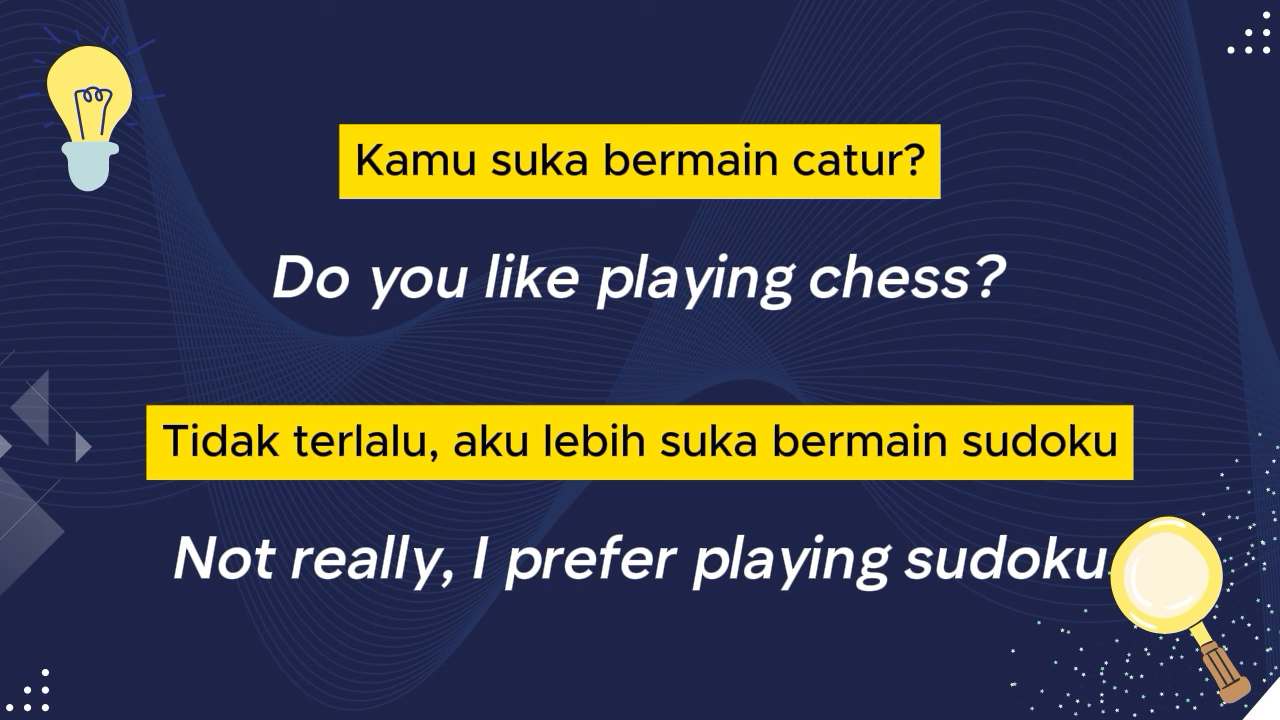 Kamu suka bermain catur?
Do you like playing chess?
Tidak terlalu, aku lebih suka bermain sudoku
Not really, I prefer playing sudoku.